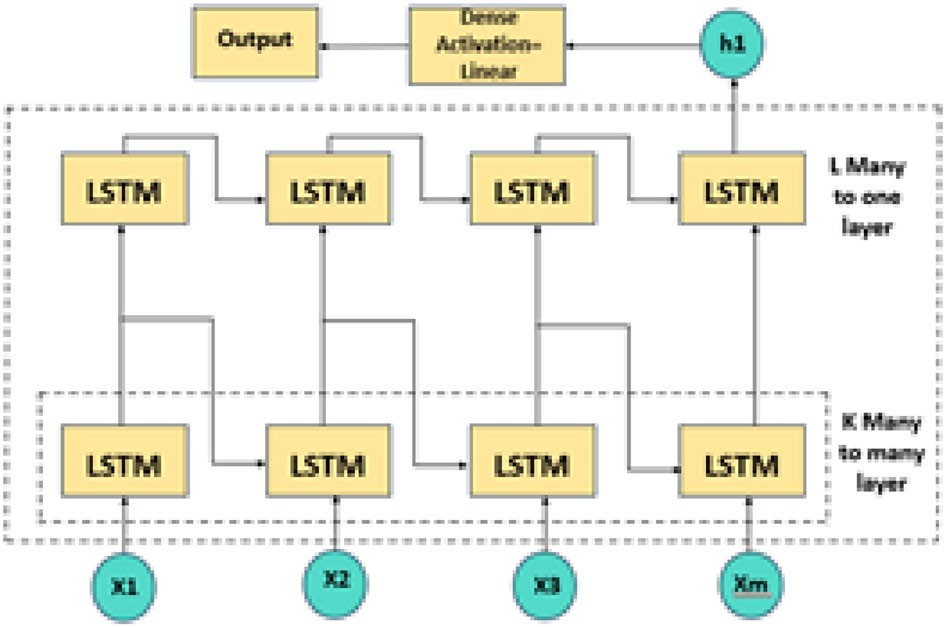 Output
Dense
Activation=
Linear
h1
LSTM
LSTM
LSTM
LSTM
L Many
to one
layer
LSTM
LSTM
LSTM
LSTM
K Many
to many
layer
X1
X2
X3
Xm